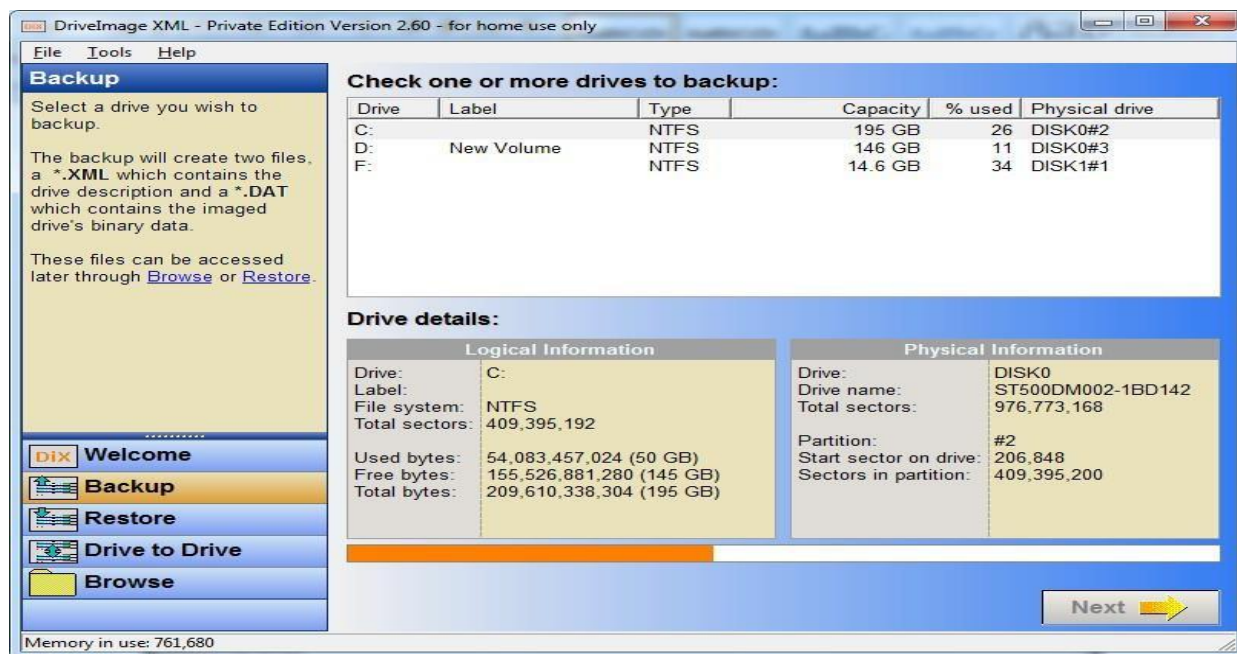 DriveImage XML - Private Edition Version 2.60 - for home use only
File Tools Help
Backup
Select a drive you wish to
backup.
The backup will create two files,
a *.XML which contains the
drive description and a *.DAT
which contains the imaged
drive's binary data.
These files can be accessed
later through Browse or Restore.
DiX Welcome
Backup
Restore
Drive to Drive
Browse
Check one or more drives to backup:
Drive Label Type Capacity % used Physical drive
C: NTFS 195 GB 26 DISK0#2
D: New Volume NTFS 146 GB 11 DISK0#3
F: NTFS 14.6 GB 34 DISK1#1
Drive details:
Logical Information
Drive: C:
Label:
File system: NTFS
Total sectors: 409,395,192
Used bytes: 54,083,457,024 (50 GB)
Free bytes: 155,526,881,280 (145 GB)
Total bytes: 209,610,338,304 (195 GB)
Physical Information
Drive: DISK0
Drive name: ST500DM002-1BD142
Total sectors: 976,773,168
Partition: #2
Start sector on drive: 206,848
Sectors in partition: 409,395,200
Next
Memory in use: 761,680